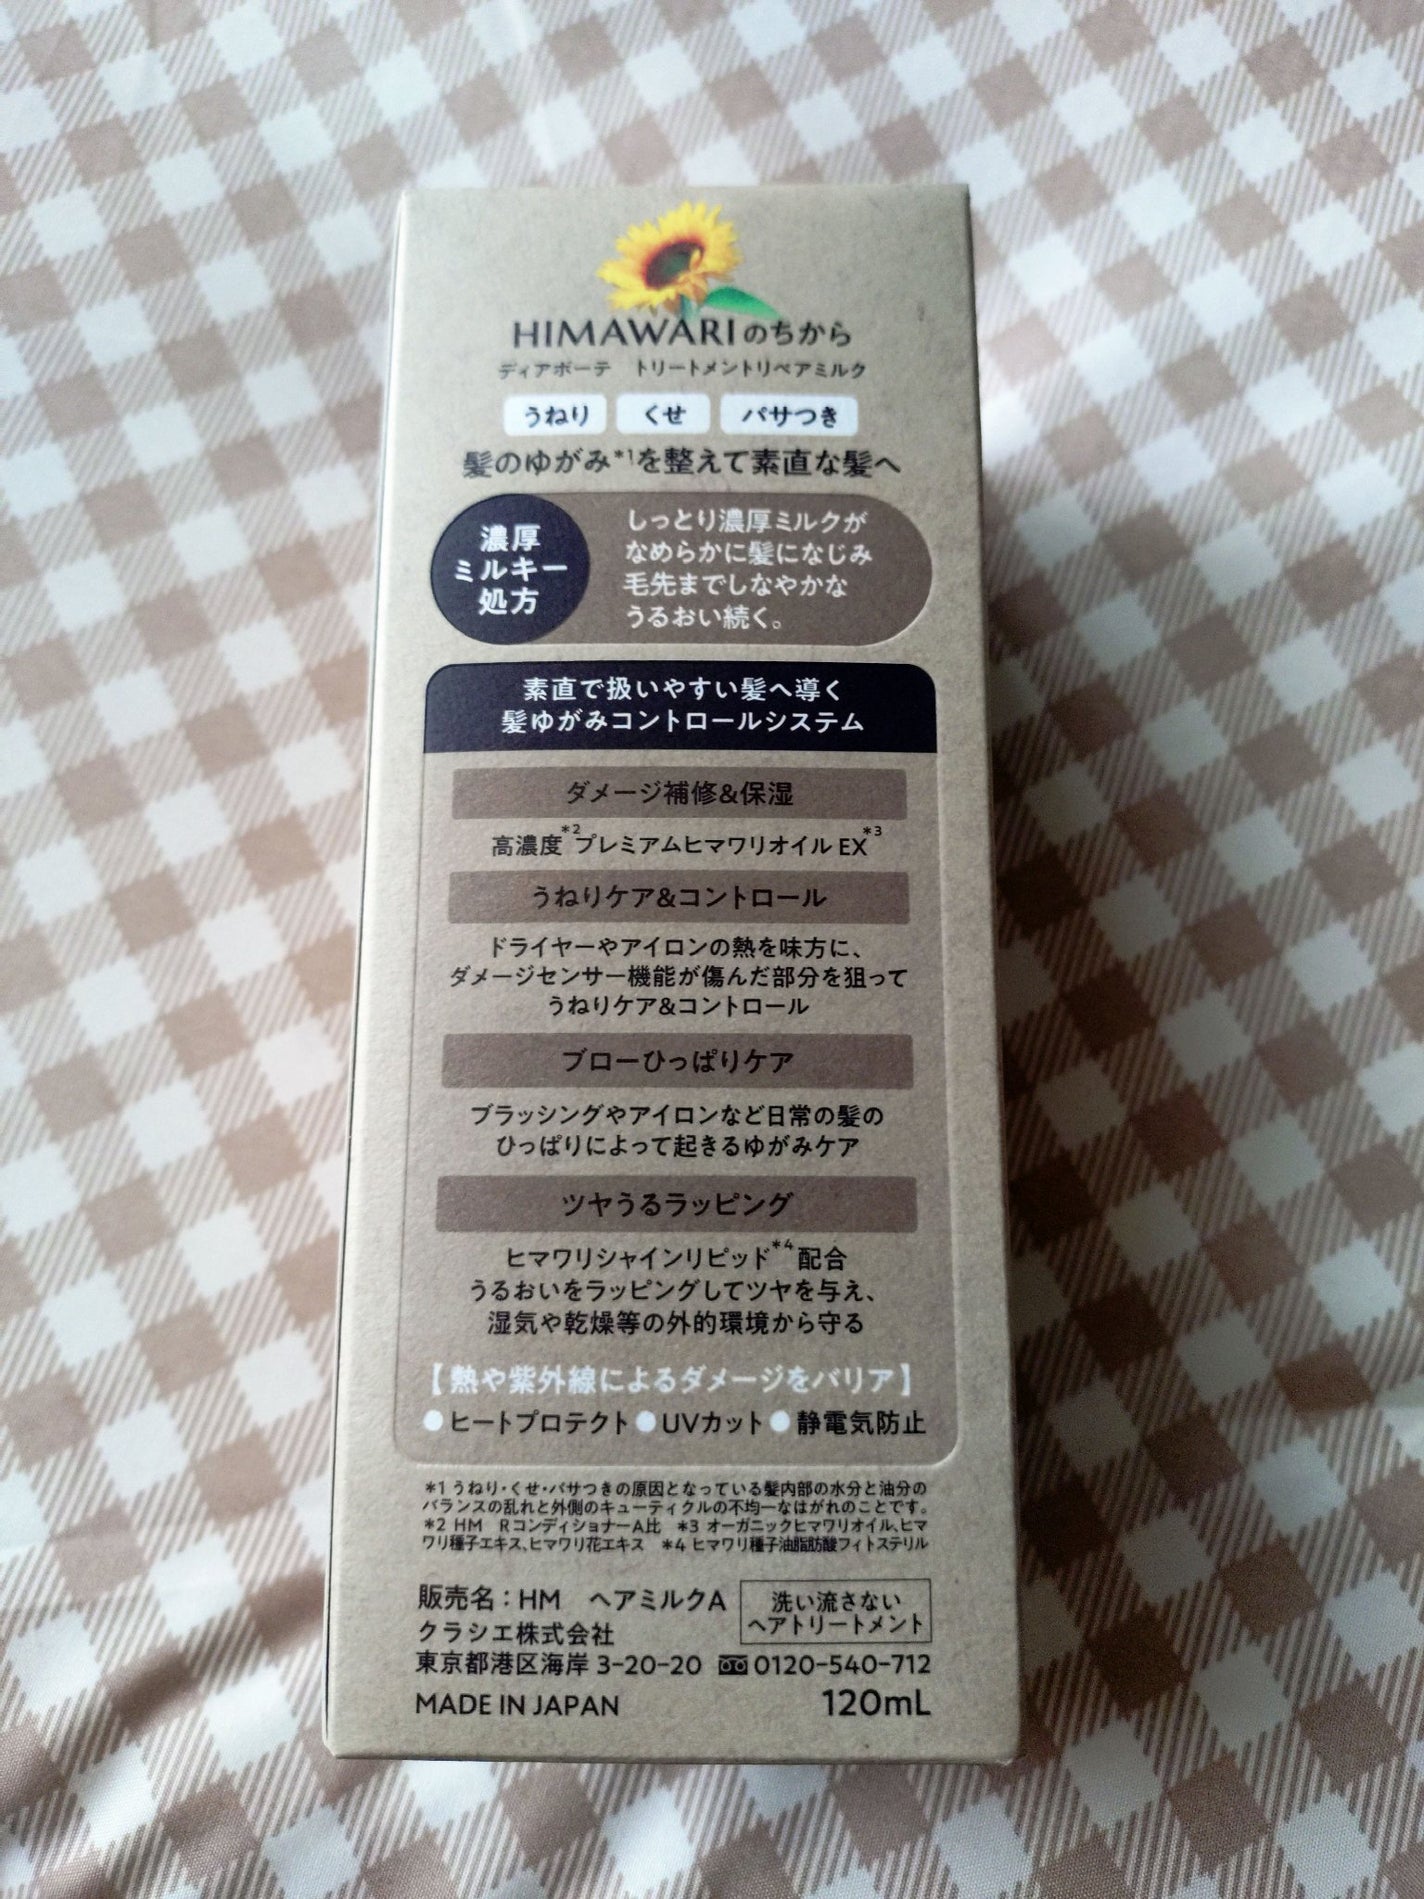 HIMAWARIのちから
ディアボーテ　トリートメントリペアミルク
うねり くせ パサつき
髪のゆがみ*1を整えて素直な髪へ
濃厚
ミルキー
処方
しっとり濃厚ミルクが
なめらかに髪になじみ
毛先までしなやかな
うるおい続く。
素直で扱いやすい髪へ導く
髪ゆがみコントロールシステム
ダメージ補修&保湿
高濃度*2プレミアムヒマワリオイル EX*3
うねりケア&コントロール
ドライヤーやアイロンの熱を味方に、
ダメージセンサー機能が傷んだ部分を狙って
うねりケア&コントロール
ブローひっぱりケア
ブラッシングやアイロンなど日常の髪の
ひっぱりによって起きるゆがみケア
ツヤうるラッピング
ヒマワリシャインリピッド*4配合
うるおいをラッピングしてツヤを与え、
湿気や乾燥等の外的環境から守る
【熱や紫外線によるダメージをバリア】
●ヒートプロテクト●UVカット●静電気防止
*1 うねり・くせ・パサつきの原因となっている髪内部の水分と油分の
バランスの乱れと外側のキューティクルの不均一なはがれのことです。
*2 HM　RコンディショナーA比　*3 オーガニックヒマワリオイル、ヒマ
ワリ種子エキス、ヒマワリ花エキス　*4 ヒマワリ種子油脂肪酸フィトステリル
販売名：HM　ヘアミルクA
洗い流さない
ヘアトリートメント
クラシエ株式会社
東京都港区海岸 3-20-20 0120-540-712
MADE IN JAPAN 120mL